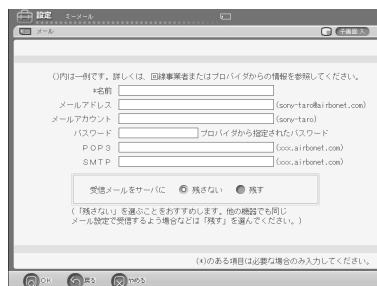 設定 ミーメール
メール 子画面 入
()内は一例です。詳しくは、回線事業者またはプロバイダからの情報を参照してください。
*名前
メールアドレス (sony-taro@airbonet.com)
メールアカウント (sony-taro)
パスワード プロバイダから指定されたパスワード
POP3 (xxx.airbonet.com)
SMTP (xxx.airbonet.com)
受信メールをサーバに 残さない 残す
(「残さない」を選ぶことをおすすめします。他の機器でも同じ
メール設定で受信するよう場合などは「残す」を選んでください。)
(*)のある項目は必要な場合のみ入力してください。
OK 戻る やめる